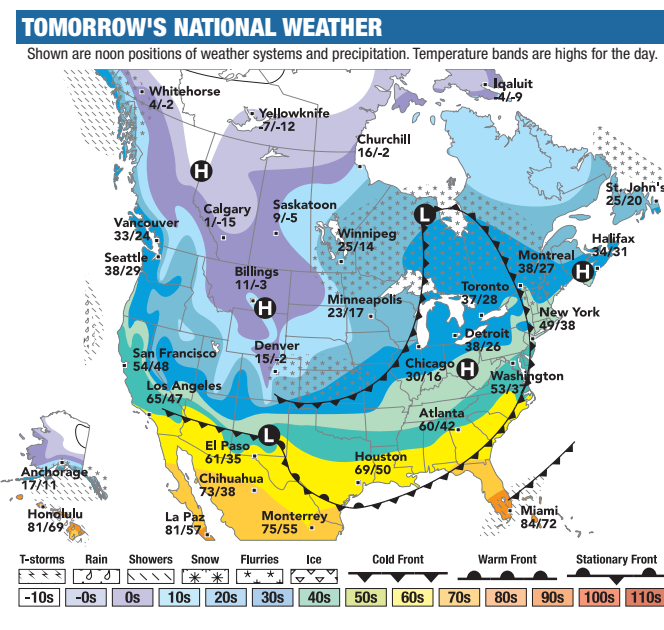 TOMORROW'S NATIONAL WEATHER
Shown are noon positions of weather systems and precipitation. Temperature bands are highs for the day.
Whitehorse
4/-2
Iqaluit
-4/-9
Yellowknife
-7/-12
Churchill
16/-2
H
St. John's
25/20
Calgary
1/-15
Saskatoon
9/-5
L
Vancouver
33/24
Winnipeg
25/14
Halifax
34/31
Seattle
38/29
Montreal
38/27
H
Billings
11/-3
H
Minneapolis
23/17
Toronto
37/28
New York
49/38
Detroit
38/26
Denver
15/-2
San Francisco
54/48
Chicago
30/16
H
Washington
53/37
Los Angeles
65/47
Atlanta
60/42
L
El Paso
61/35
Houston
69/50
Anchorage
17/11
Chihuahua
73/38
Honolulu
81/69
La Paz
81/57
Monterrey
75/55
Miami
84/72
T-storms Rain Showers Snow Flurries Ice Cold Front Warm Front Stationary Front
-10s -0s 0s 10s 20s 30s 40s 50s 60s 70s 80s 90s 100s 110s